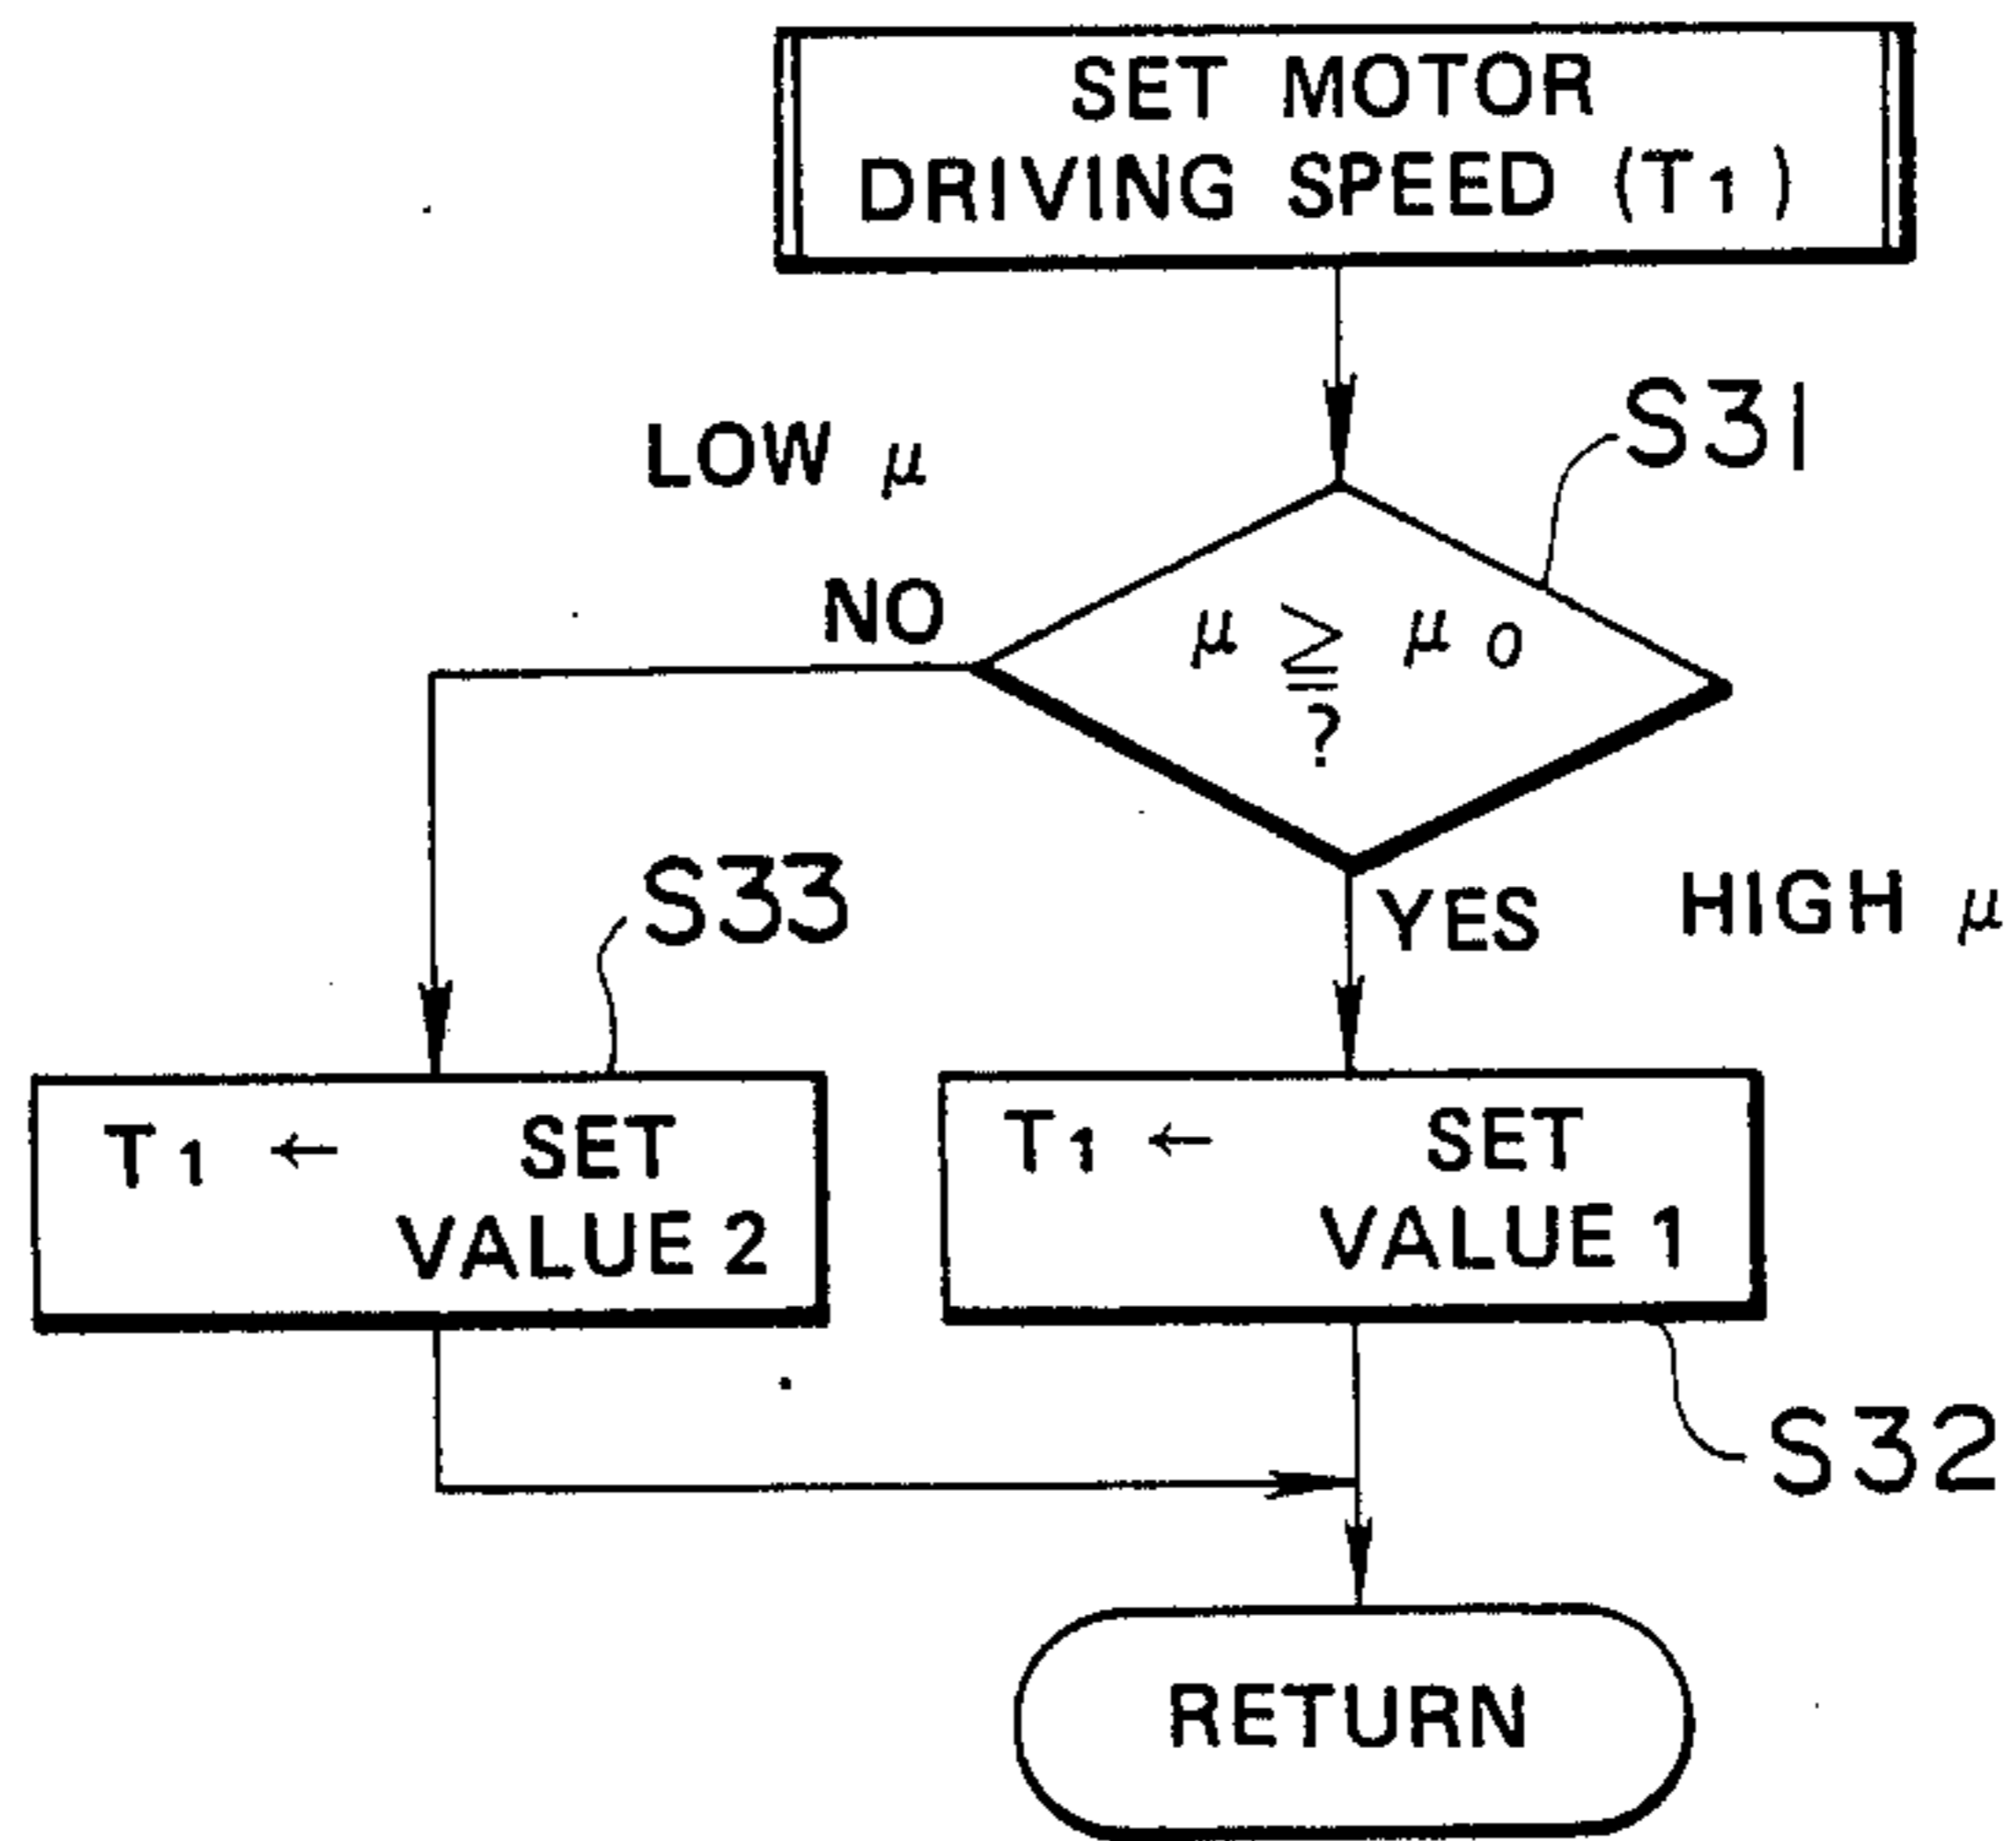 SET MOTOR
DRIVING SPEED (T1)
S31
LOW μ
NO
μ ≧ μ0
?
S33
YES
HIGH μ
T1 ← SET
VALUE 2
T1 ← SET
VALUE 1
S32
RETURN